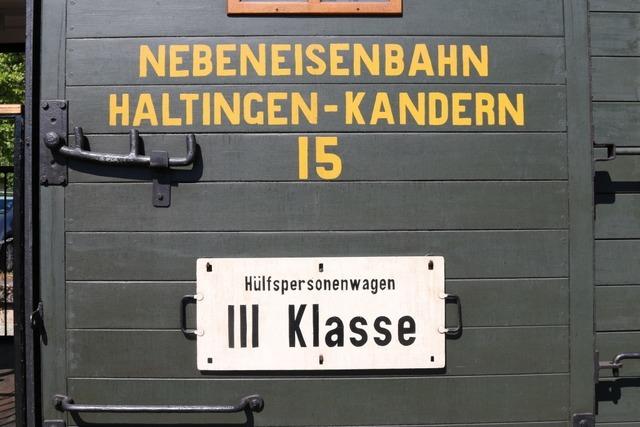 NEBENEISENBAHN
HALTINGEN-KANDERN
15
Hülfspersonenwagen
III Klasse